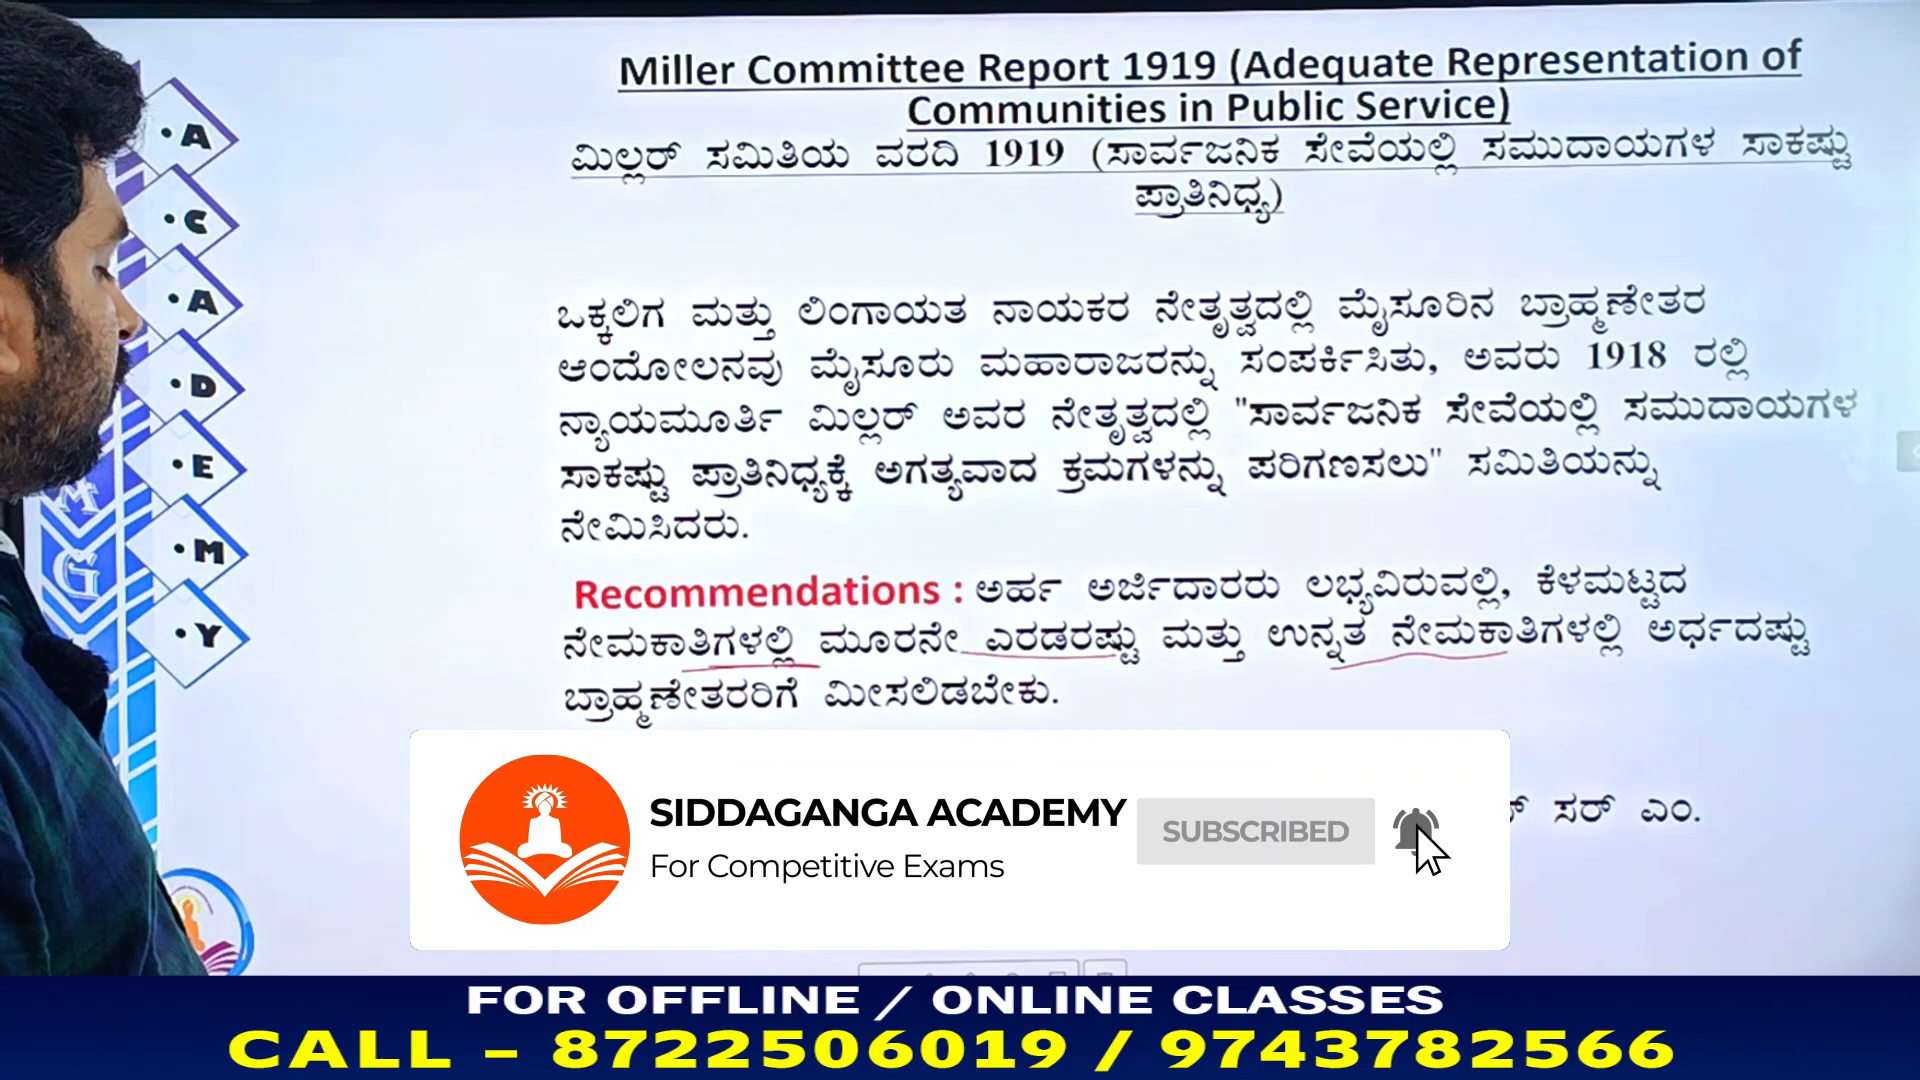 Miller Committee Report 1919 (Adequate Representation of
Communities in Public Service)
ಮಿಲ್ಲರ್ ಸಮಿತಿಯ ವರದಿ 1919 (ಸಾರ್ವಜನಿಕ ಸೇವೆಯಲ್ಲಿ ಸಮುದಾಯಗಳ ಸಾಕಷ್ಟು
ಪ್ರಾತಿನಿಧ್ಯ)
ಒಕ್ಕಲಿಗ ಮತ್ತು ಲಿಂಗಾಯತ ನಾಯಕರ ನೇತೃತ್ವದಲ್ಲಿ ಮೈಸೂರಿನ ಬ್ರಾಹ್ಮಣೇತರ
ಆಂದೋಲನವು ಮೈಸೂರು ಮಹಾರಾಜರನ್ನು ಸಂಪರ್ಕಿಸಿತು, ಅವರು 1918 ರಲ್ಲಿ
ನ್ಯಾಯಮೂರ್ತಿ ಮಿಲ್ಲರ್ ಅವರ ನೇತೃತ್ವದಲ್ಲಿ "ಸಾರ್ವಜನಿಕ ಸೇವೆಯಲ್ಲಿ ಸಮುದಾಯಗಳ
ಸಾಕಷ್ಟು ಪ್ರಾತಿನಿಧ್ಯಕ್ಕೆ ಅಗತ್ಯವಾದ ಕ್ರಮಗಳನ್ನು ಪರಿಗಣಸಲು" ಸಮಿತಿಯನ್ನು
ನೇಮಿಸಿದರು.
Recommendations : ಅರ್ಹ ಅರ್ಜಿದಾರರು ಲಭ್ಯವಿರುವಲ್ಲಿ, ಕೆಳಮಟ್ಟದ
ನೇಮಕಾತಿಗಳಲ್ಲಿ ಮೂರನೇ ಎರಡರಷ್ಟು ಮತ್ತು ಉನ್ನತ ನೇಮಕಾತಿಗಳಲ್ಲಿ ಅರ್ಧದಷ್ಟು
ಬ್ರಾಹ್ಮಣೇತರರಿಗೆ ಮೀಸಲಿಡಬೇಕು.
ಸರ್ ಎಂ.
• A
• C
• A
• D
• E
• M
• Y
G
SIDDAGANGA ACADEMY
For Competitive Exams
SUBSCRIBED
FOR OFFLINE / ONLINE CLASSES
CALL – 8722506019 / 9743782566